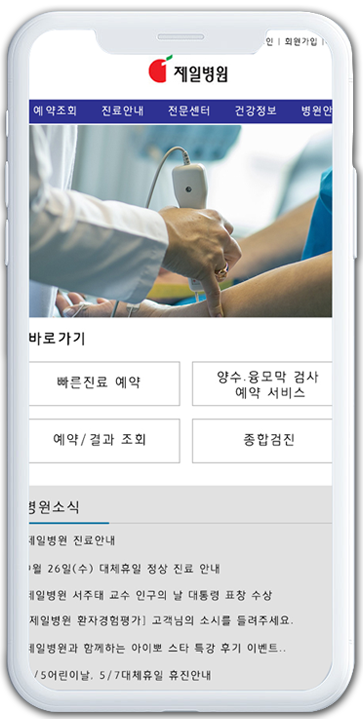 인 | 회원가입 |
제일병원
예약조회 진료안내 전문센터 건강정보 병원안
바로가기
빠른진료 예약
양수.융모막 검사
예약 서비스
예약/결과 조회
종합검진
병원소식
제일병원 진료안내
월 26일(수) 대체휴일 정상 진료 안내
제일병원 서주태 교수 인구의 날 대통령 표창 수상
[제일병원 환자경험평가] 고객님의 소시를 들려주세요.
제일병원과 함께하는 아이뽀 스타 특강 후기 이벤트..
/5어린이날, 5/7대체휴일 휴진안내